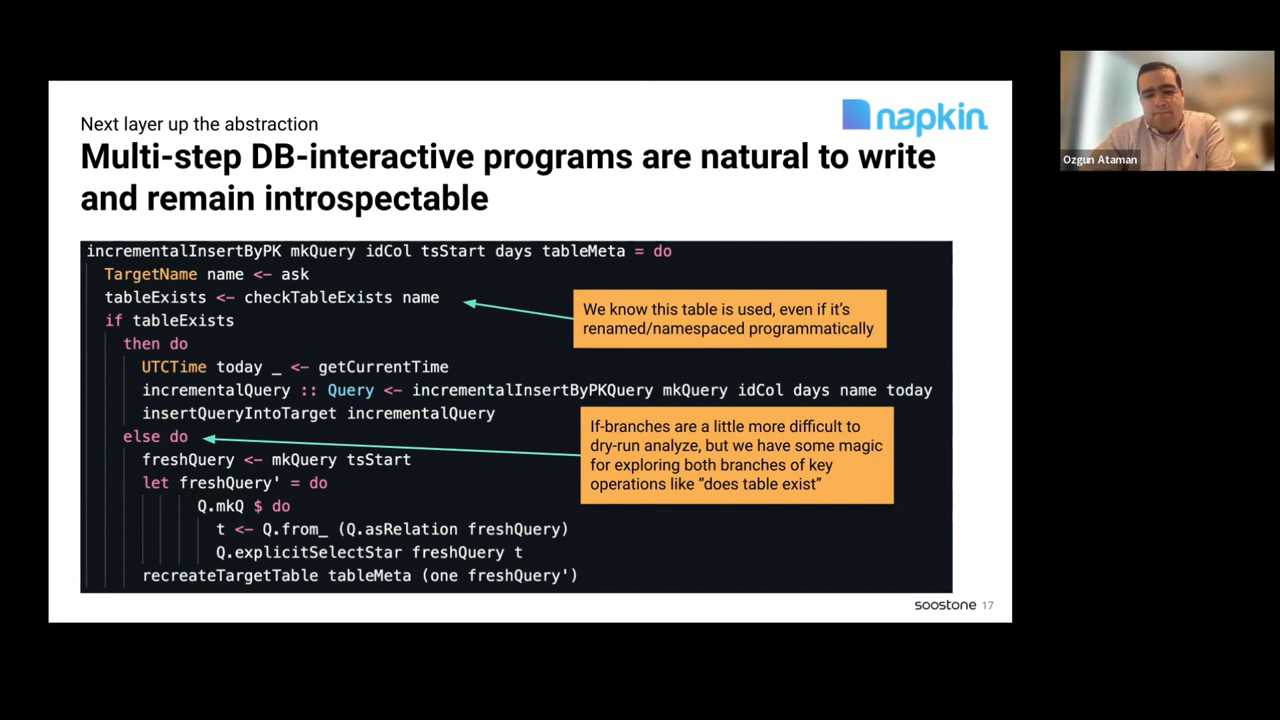 Next layer up the abstraction
napkin
Multi-step DB-interactive programs are natural to write
and remain introspectable
incrementalInsertByPK mkQuery idCol tsStart days tableMeta = do
TargetName name <- ask
tableExists <- checkTableExists name
if tableExists
then do
UTCTime today _ <- getCurrentTime
incrementalQuery :: Query <- incrementalInsertByPKQuery mkQuery idCol days name today
insertQueryIntoTarget incrementalQuery
else do
freshQuery <- mkQuery tsStart
let freshQuery' = do
Q.mkQ $ do
t <- Q.from_ (Q.asRelation freshQuery)
Q.explicitSelectStar freshQuery t
recreateTargetTable tableMeta (one freshQuery')
We know this table is used, even if it's
renamed/namespaced programmatically
If-branches are a little more difficult to
dry-run analyze, but we have some magic
for exploring both branches of key
operations like "does table exist"
soostone 17
Ozgun Ataman